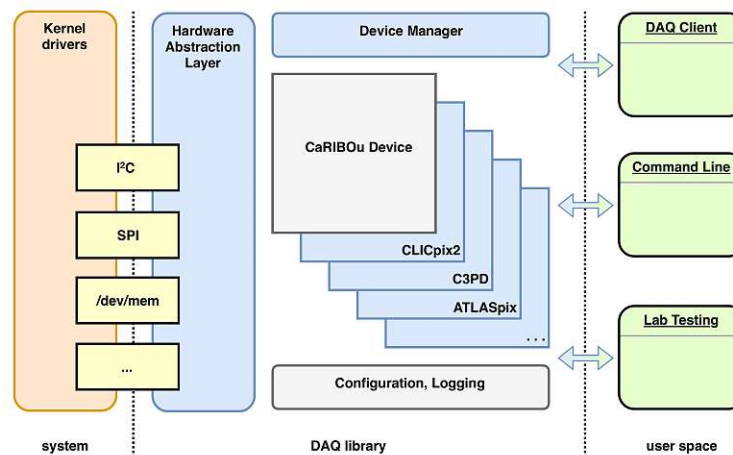 Kernel
drivers
Hardware
Abstraction
Layer
Device Manager
DAQ Client
CaRIBOu Device
I²C
Command Line
SPI
CLICpix2
C3PD
/dev/mem
ATLASpix
Lab Testing
...
...
Configuration, Logging
system
DAQ library
user space